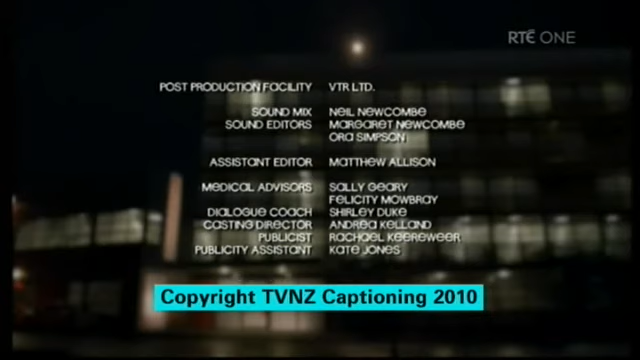 RTÉ ONE
POST PRODUCTION FACILITY VTR LTD.
SOUND MIX NEIL NEWCOMBE
SOUND EDITORS MARGARET NEWCOMBE
ORA SIMPSON
ASSISTANT EDITOR MATTHEW ALLISON
MEDICAL ADVISORS SALLY GEARY
FELICITY MOWBRAY
DIALOGUE COACH SHIRLEY DUKE
CASTING DIRECTOR ANDREA KELLAND
PUBLICIST RACHAEL KEEREWEER
PUBLICITY ASSISTANT KATE JONES
Copyright TVNZ Captioning 2010